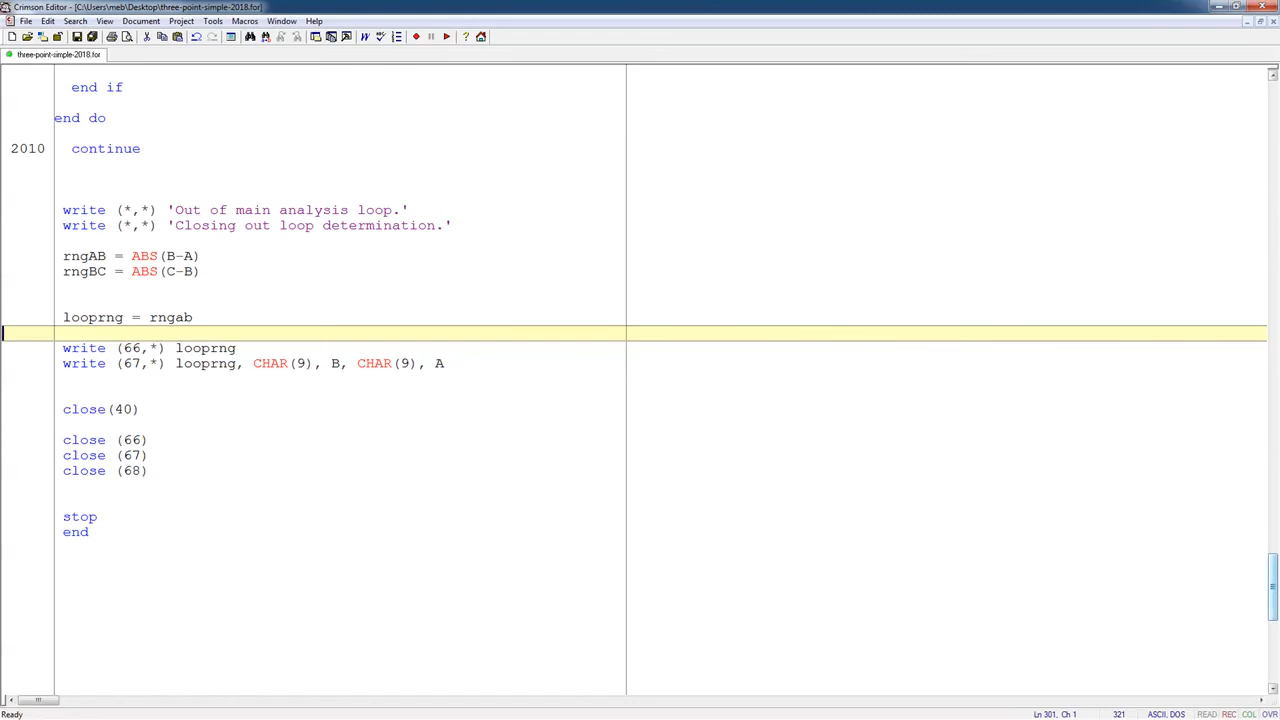 Crimson Editor - [C:\Users\meb\Desktop\three-point-simple-2018.for]
File Edit Search View Document Project Tools Macros Window Help
three-point-simple-2018.for
end if
end do
2010 continue
write (*,*) 'Out of main analysis loop.'
write (*,*) 'Closing out loop determination.'
rngAB = ABS(B-A)
rngBC = ABS(C-B)
looprng = rngab
write (66,*) looprng
write (67,*) looprng, CHAR(9), B, CHAR(9), A
close(40)
close (66)
close (67)
close (68)
stop
end
Ready Ln 301, Ch 1 321 ASCII, DOS READ REC COL OVR